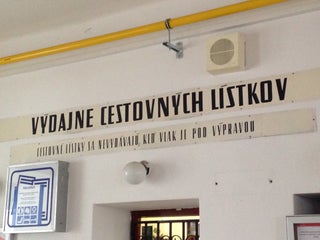 VÝDAJNE CESTOVNÝCH LÍSTKOV
CESTOVNÉ LÍSTKY SA NEVYDÁVAJÚ, KEĎ VLAK JE POD VÝPRAVOU